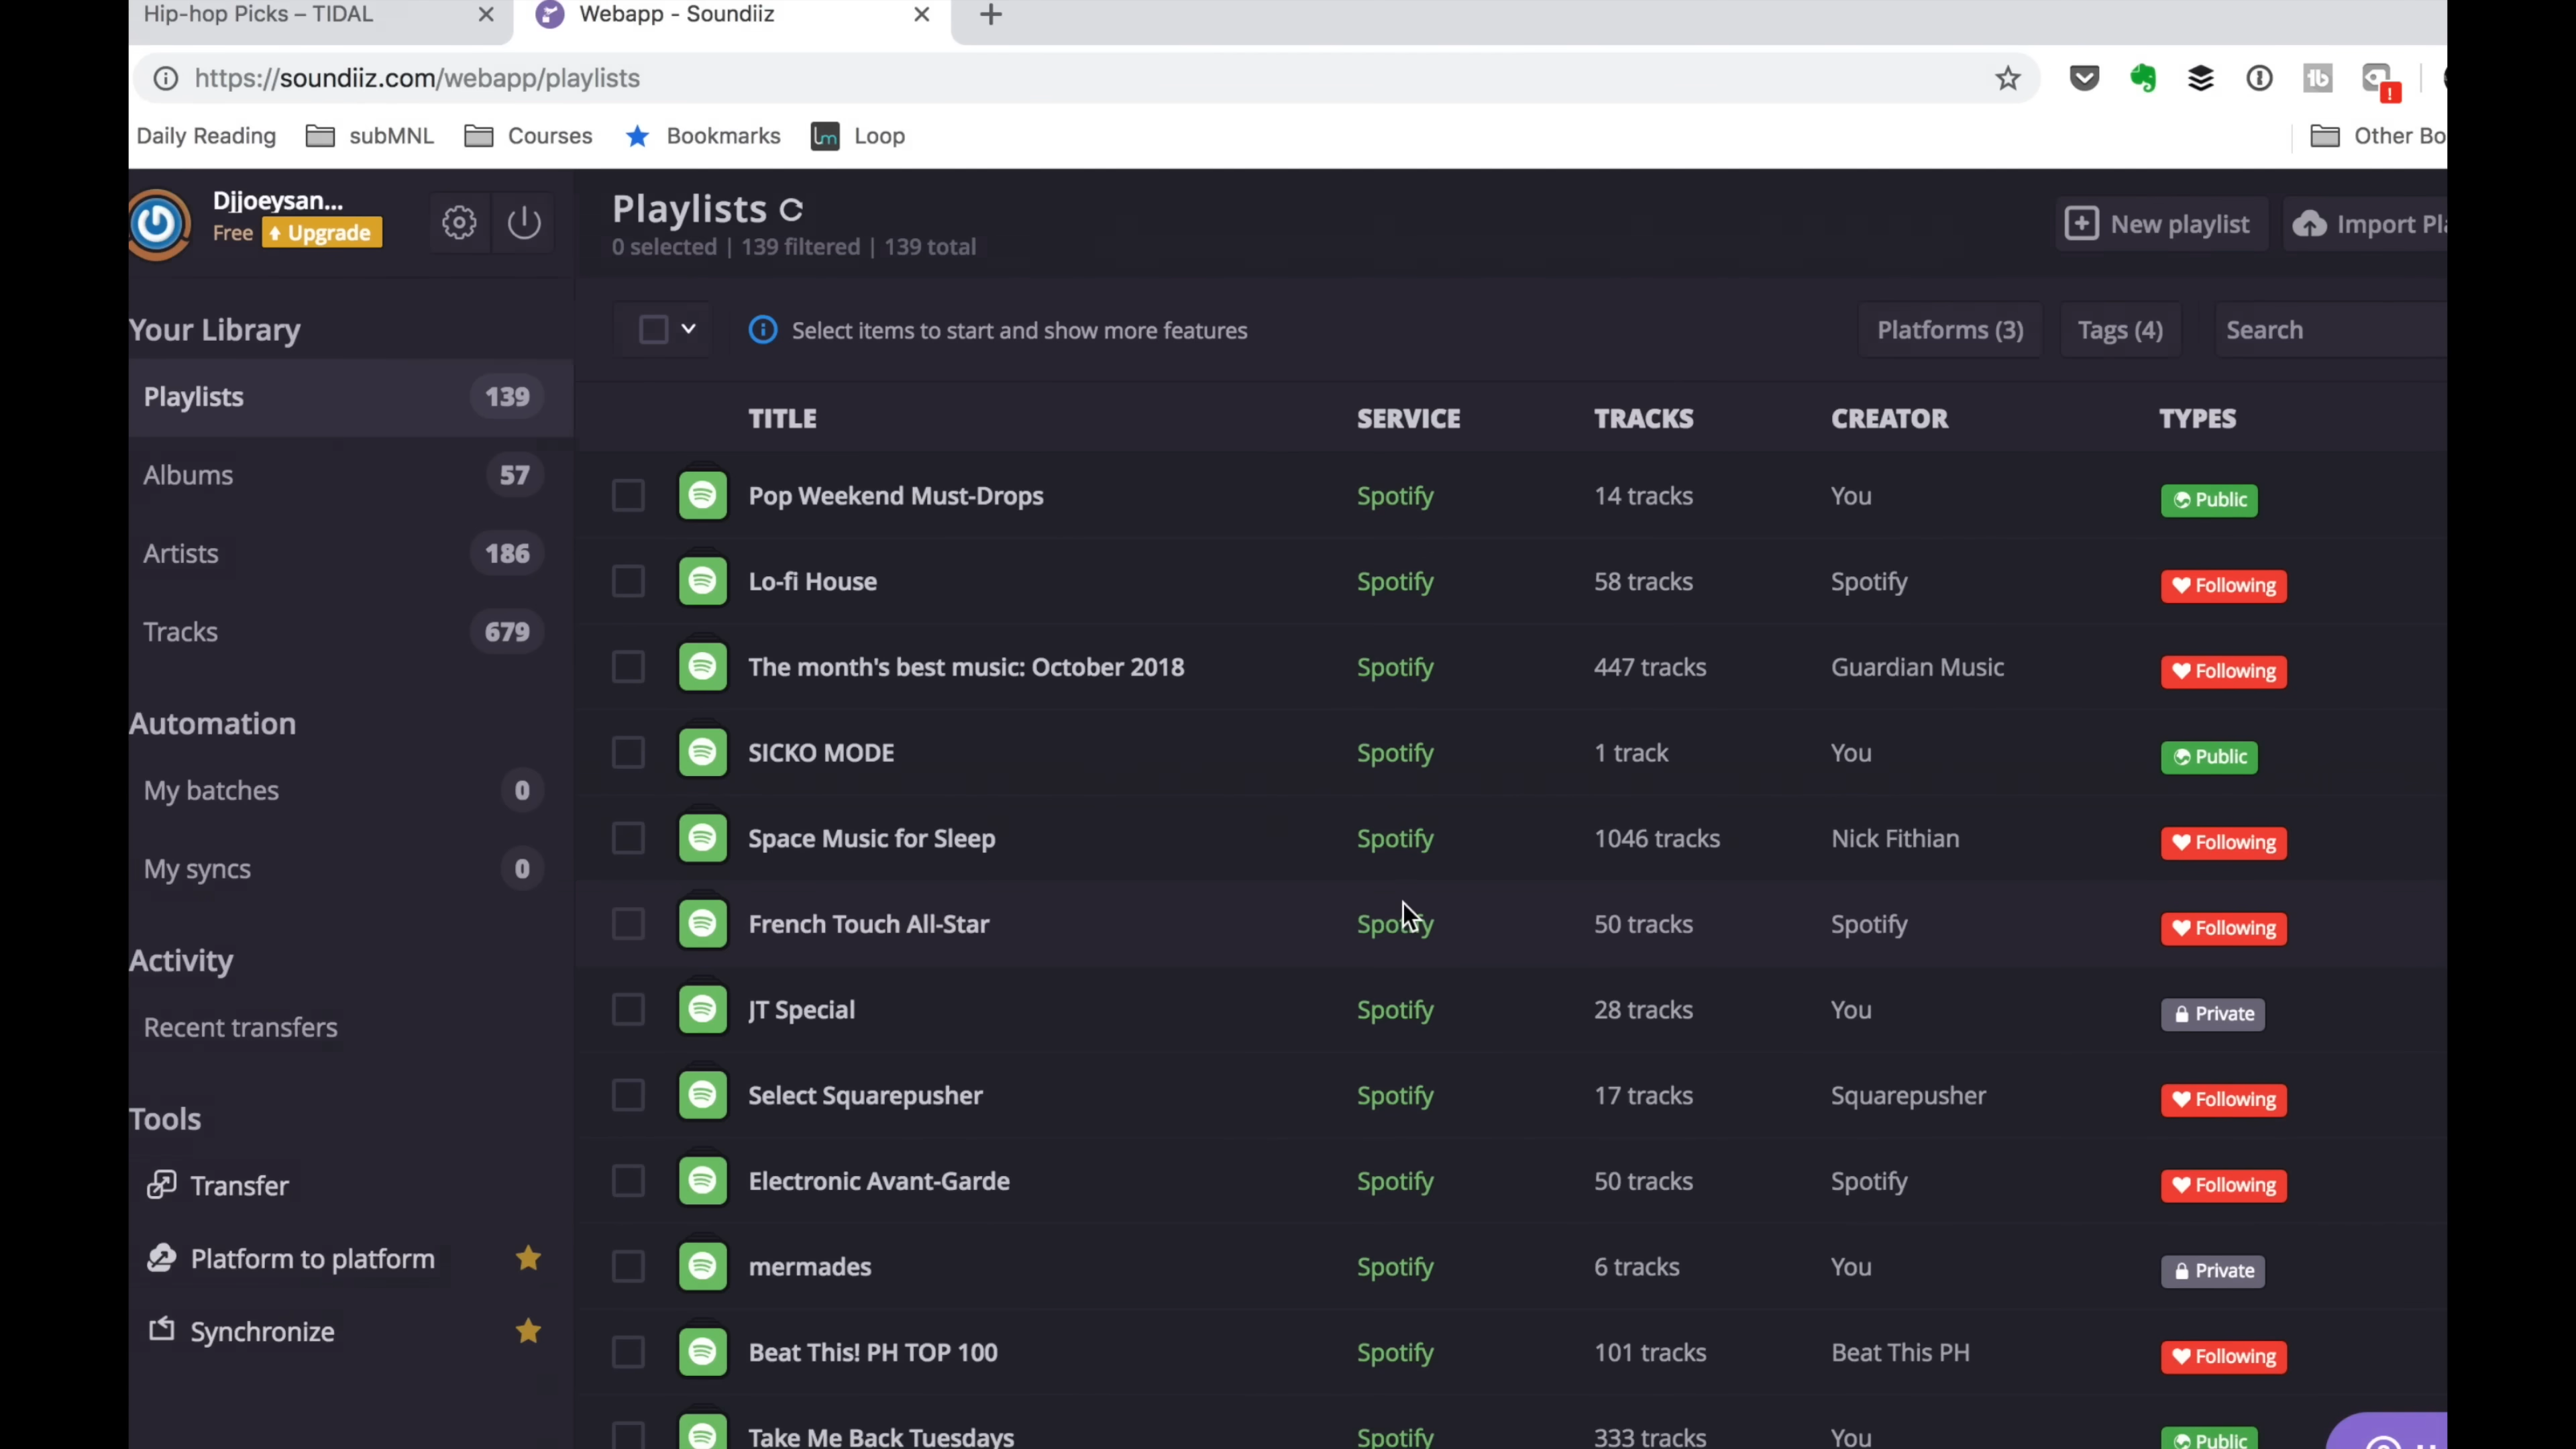 Hip-hop Picks – TIDAL
Webapp - Soundiiz
https://soundiiz.com/webapp/playlists
Daily Reading subMNL Courses Bookmarks Loop Other Bo
Djjoeysan...
Free Upgrade
Playlists
0 selected | 139 filtered | 139 total
New playlist Import Pla
Your Library
Playlists 139
Albums 57
Artists 186
Tracks 679
Automation
My batches 0
My syncs 0
Activity
Recent transfers
Tools
Transfer
Platform to platform
Synchronize
Select items to start and show more features Platforms (3) Tags (4) Search
TITLE SERVICE TRACKS CREATOR TYPES
Pop Weekend Must-Drops Spotify 14 tracks You Public
Lo-fi House Spotify 58 tracks Spotify Following
The month's best music: October 2018 Spotify 447 tracks Guardian Music Following
SICKO MODE Spotify 1 track You Public
Space Music for Sleep Spotify 1046 tracks Nick Fithian Following
French Touch All-Star Spotify 50 tracks Spotify Following
JT Special Spotify 28 tracks You Private
Select Squarepusher Spotify 17 tracks Squarepusher Following
Electronic Avant-Garde Spotify 50 tracks Spotify Following
mermades Spotify 6 tracks You Private
Beat This! PH TOP 100 Spotify 101 tracks Beat This PH Following
Take Me Back Tuesdays Spotify 333 tracks You Public